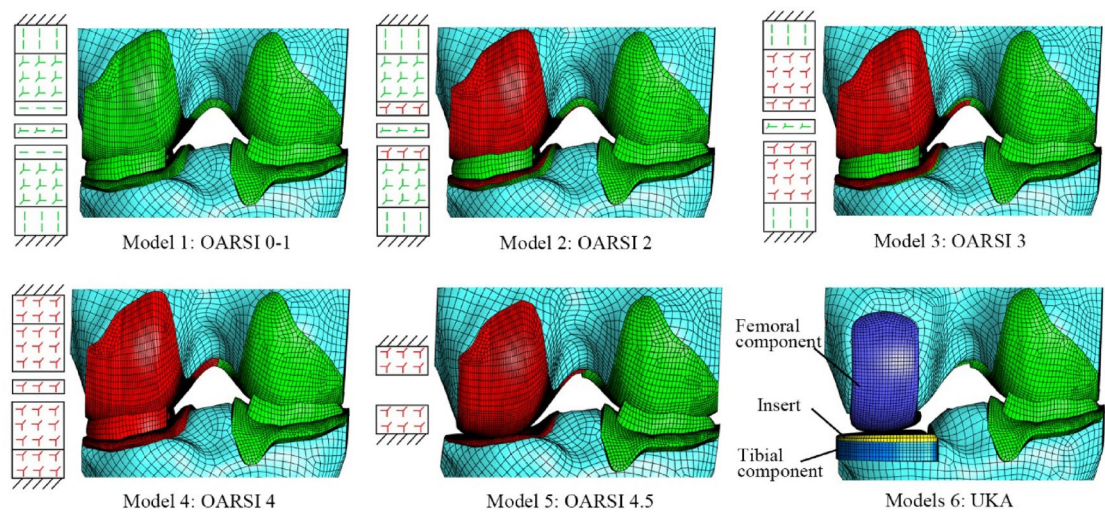 Model 1: OARSI 0-1
Model 2: OARSI 2
Model 3: OARSI 3
Femoral
component
Insert
Tibial
component
Model 4: OARSI 4
Model 5: OARSI 4.5
Models 6: UKA